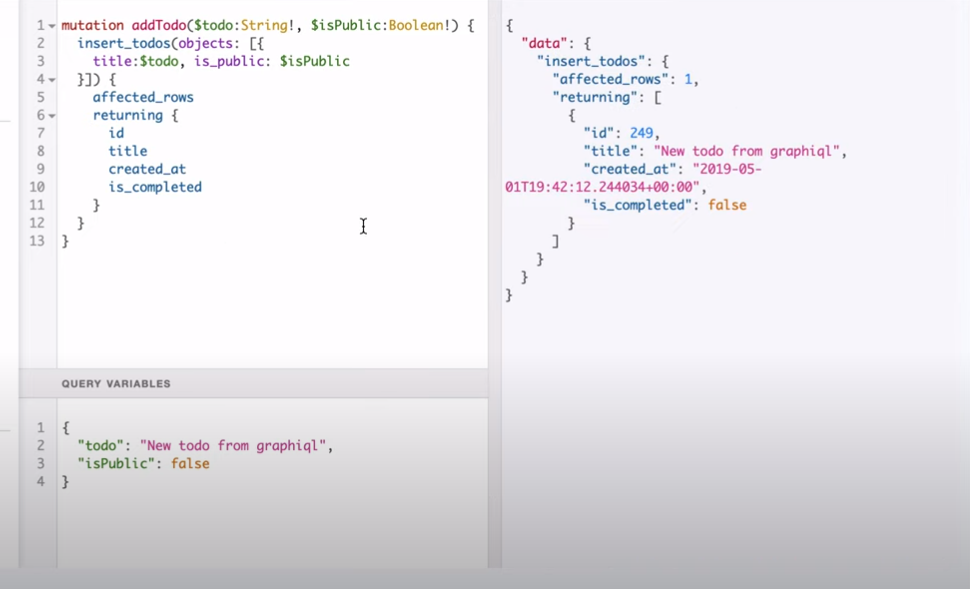 1 mutation addTodo($todo:String!, $isPublic:Boolean!) {
2   insert_todos(objects: [{
3     title:$todo, is_public: $isPublic
4   }]) {
5     affected_rows
6     returning {
7       id
8       title
9       created_at
10       is_completed
11     }
12   }
13 }
QUERY VARIABLES
1 {
2   "todo": "New todo from graphiql",
3   "isPublic": false
4 }
{
  "data": {
    "insert_todos": {
      "affected_rows": 1,
      "returning": [
        {
          "id": 249,
          "title": "New todo from graphiql",
          "created_at": "2019-05-
01T19:42:12.244034+00:00",
          "is_completed": false
        }
      ]
    }
  }
}